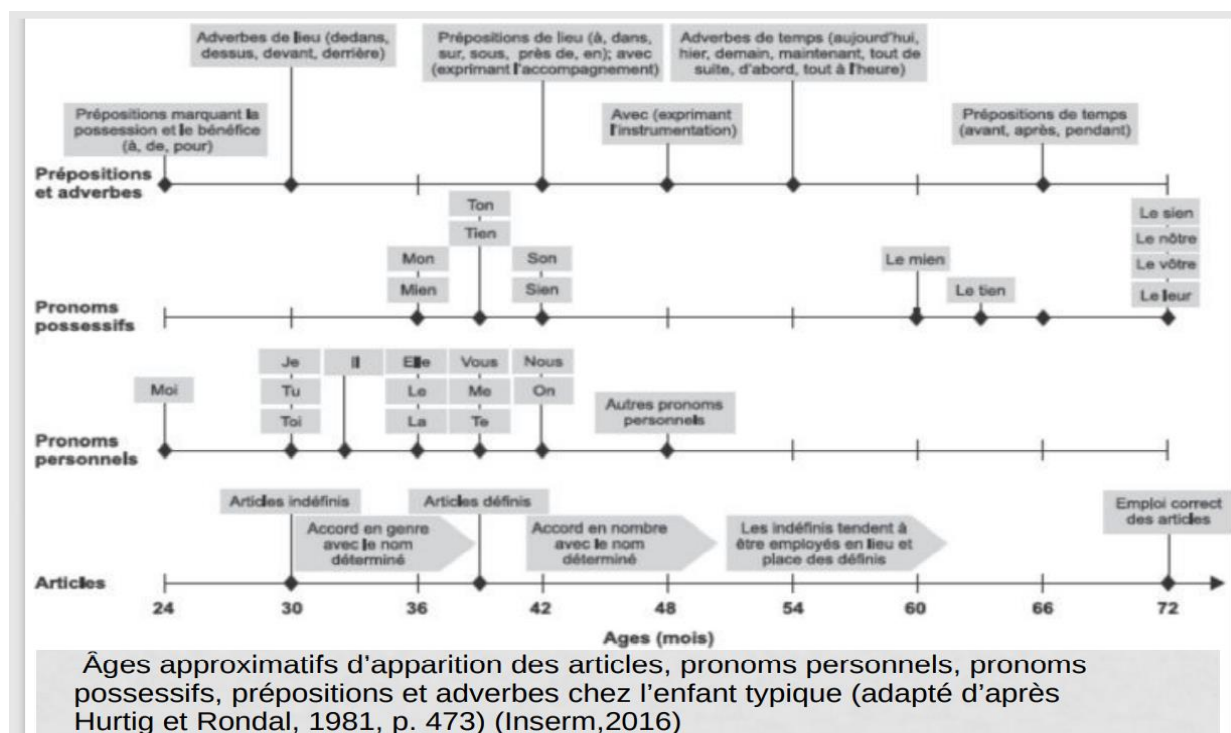 Adverbes de lieu (dedans,
dessus, devant, derrière)
Prépositions de lieu (à, dans,
sur, sous, près de, en); avec
(exprimant l'accompagnement)
Adverbes de temps (aujourd'hui,
hier, demain, maintenant, tout de
suite, d'abord, tout à l'heure)
Prépositions marquant la
possession et le bénéfice
(à, de, pour)
Avec (exprimant
l'instrumentation)
Prépositions de temps
(avant, après, pendant)
Prépositions
et adverbes
Ton
Tien
Mon
Mien
Son
Sien
Le mien
Le tien
Le sien
Le nôtre
Le vôtre
Le leur
Pronoms
possessifs
Moi
Je
Tu
Toi
Il
Elle
Le
La
Vous
Me
Te
Nous
On
Autres pronoms
personnels
Pronoms
personnels
Articles indéfinis
Accord en genre
avec le nom
déterminé
Articles définis
Accord en nombre
avec le nom
déterminé
Les indéfinis tendent à
être employés en lieu et
place des définis
Emploi correct
des articles
Articles
24 30 36 42 48 54 60 66 72
Ages (mois)
Âges approximatifs d'apparition des articles, pronoms personnels, pronoms
possessifs, prépositions et adverbes chez l'enfant typique (adapté d'après
Hurtig et Rondal, 1981, p. 473) (Inserm,2016)